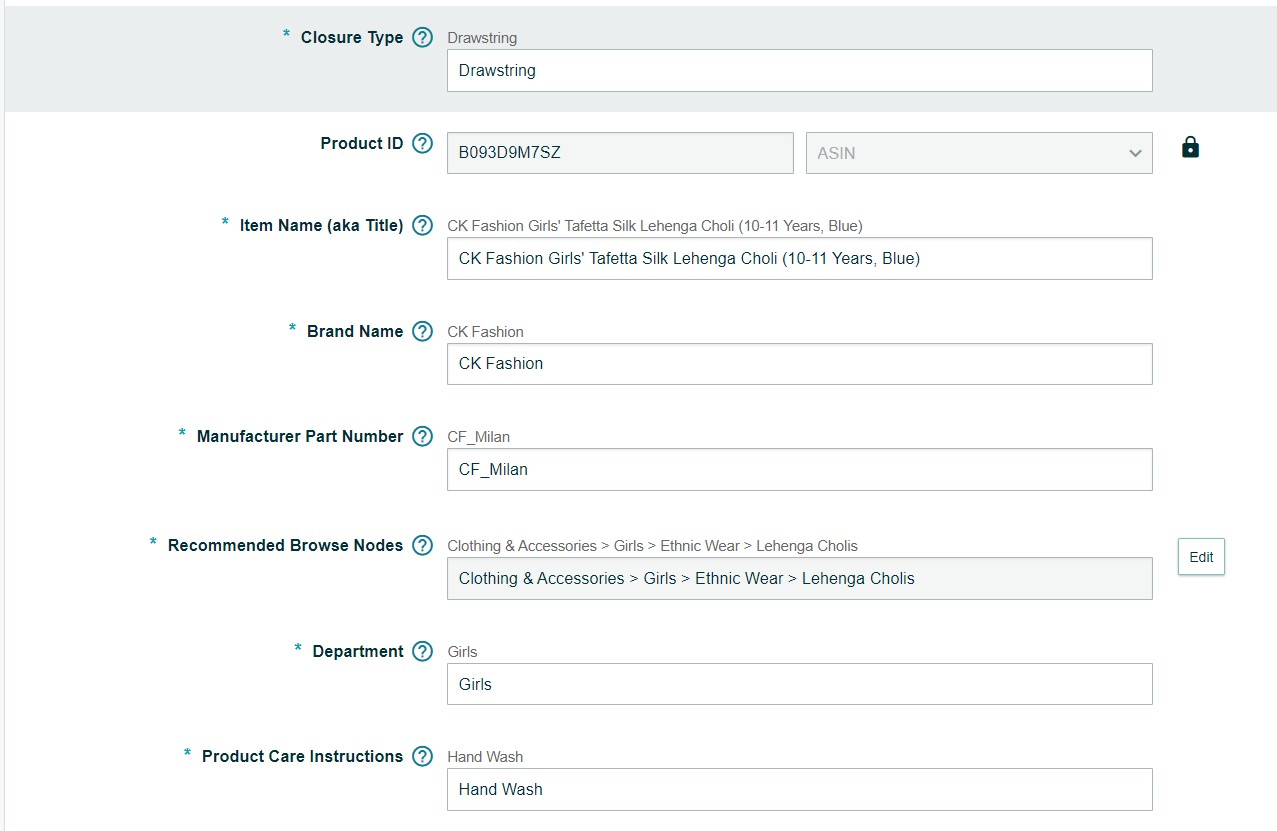 * Closure Type ? Drawstring
Drawstring
Product ID ? B093D9M7SZ ASIN
* Item Name (aka Title) ? CK Fashion Girls' Tafetta Silk Lehenga Choli (10-11 Years, Blue)
CK Fashion Girls' Tafetta Silk Lehenga Choli (10-11 Years, Blue)
* Brand Name ? CK Fashion
CK Fashion
* Manufacturer Part Number ? CF_Milan
CF_Milan
* Recommended Browse Nodes ? Clothing & Accessories > Girls > Ethnic Wear > Lehenga Cholis
Clothing & Accessories > Girls > Ethnic Wear > Lehenga Cholis Edit
* Department ? Girls
Girls
* Product Care Instructions ? Hand Wash
Hand Wash